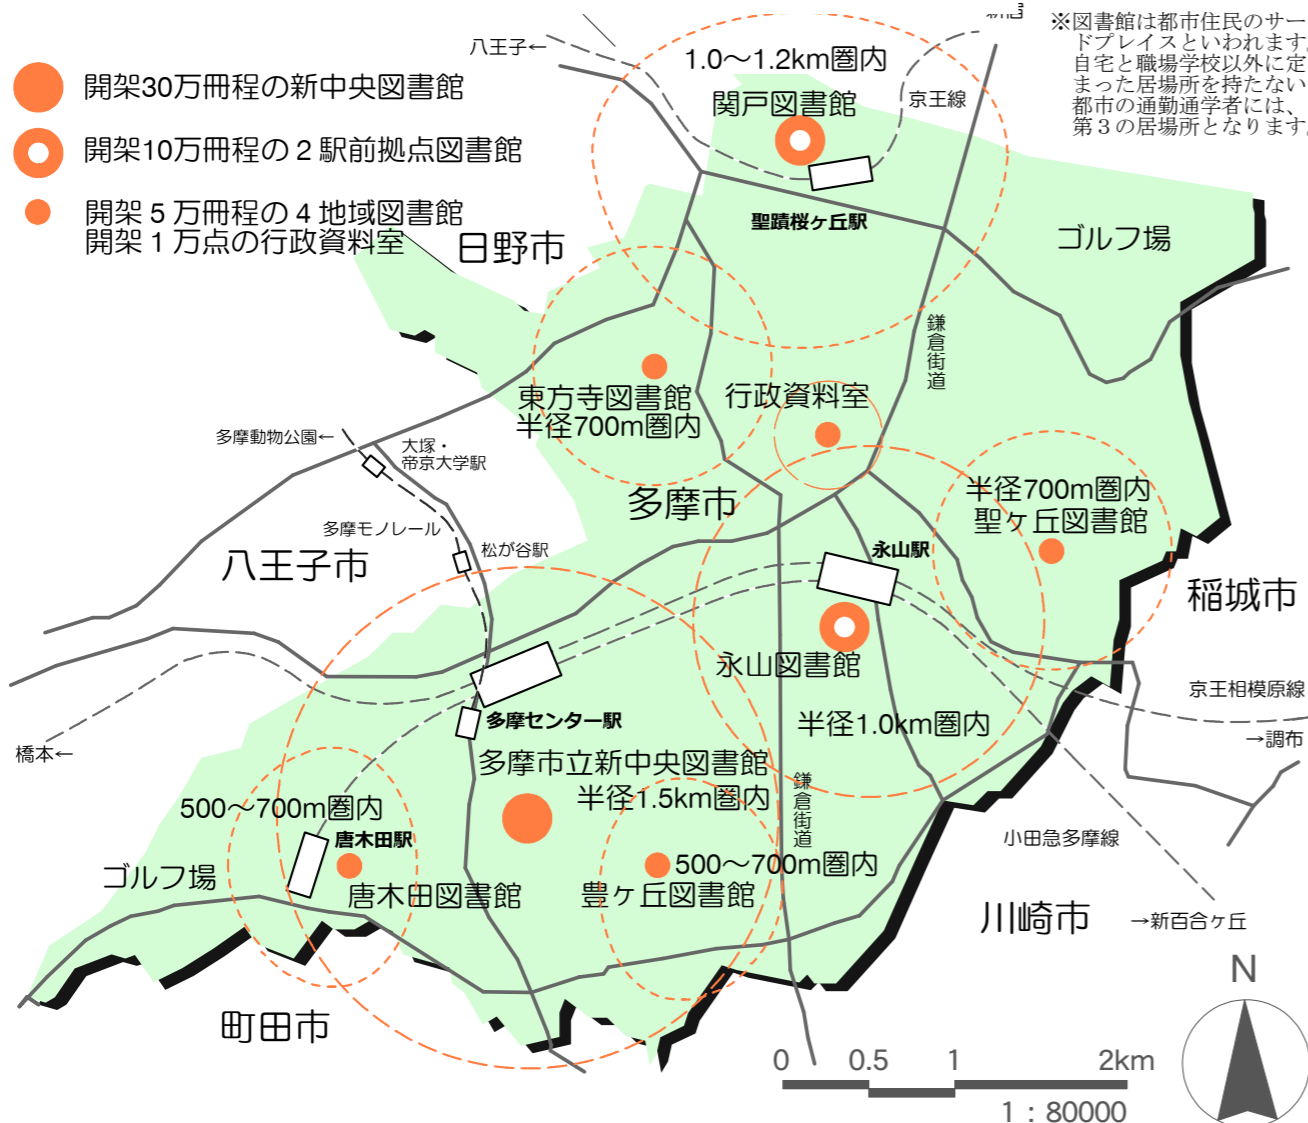 八王子←
※図書館は都市住民のサー
ドプレイスといわれます。
自宅と職場学校以外に定
まった居場所を持たない
都市の通勤通学者には、
第3の居場所となります。
開架30万冊程の新中央図書館
開架10万冊程の2駅前拠点図書館
開架5万冊程の4地域図書館
開架1万点の行政資料室
1.0〜1.2km圏内
関戸図書館
京王線
聖蹟桜ヶ丘駅
日野市
ゴルフ場
鎌倉街道
東方寺図書館
半径700m圏内
行政資料室
多摩動物公園←
大塚・
帝京大学駅
多摩市
半径700m圏内
聖ヶ丘図書館
多摩モノレール
松が谷駅
永山駅
八王子市
稲城市
永山図書館
京王相模原線
多摩センター駅
半径1.0km圏内
→調布
橋本←
多摩市立新中央図書館
半径1.5km圏内
鎌倉街道
500〜700m圏内
唐木田駅
小田急多摩線
500〜700m圏内
ゴルフ場
唐木田図書館
豊ヶ丘図書館
川崎市
→新百合ヶ丘
町田市
N
0 0.5 1 2km
1：80000